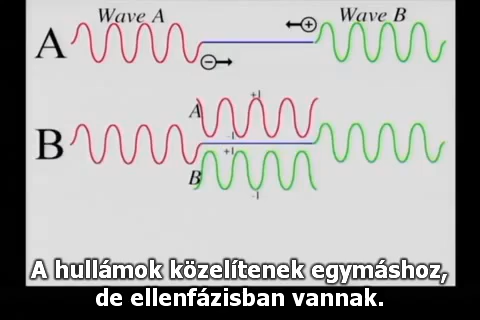 Wave A
Wave B
A
+
−
A
+1
−1
B
+1
B
−1
A hullámok közelítenek egymáshoz,
de ellenfázisban vannak.